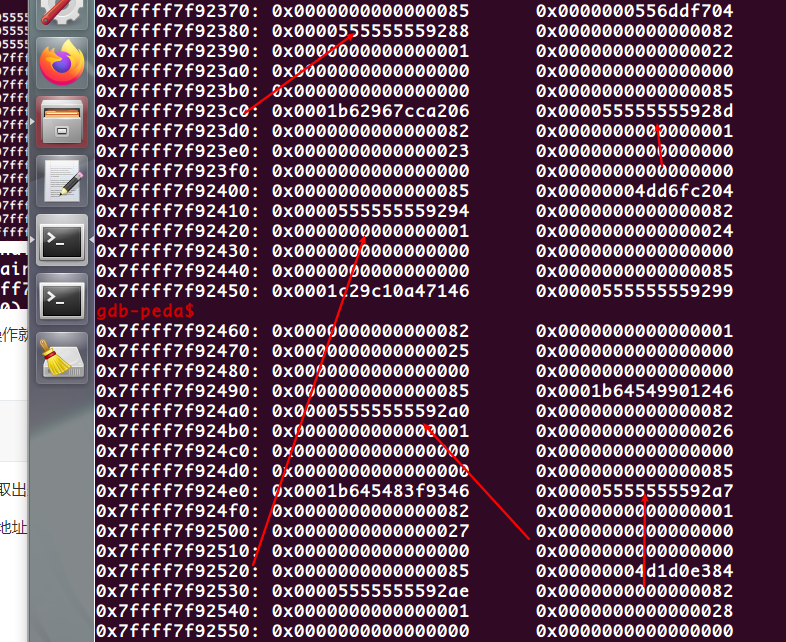 0x7ffff7f92370: 0x0000000000000085 0x0000000556ddf704
0x7ffff7f92380: 0x0000555555559288 0x0000000000000082
0x7ffff7f92390: 0x0000000000000001 0x0000000000000022
0x7ffff7f923a0: 0x0000000000000000 0x0000000000000000
0x7ffff7f923b0: 0x0000000000000000 0x0000000000000085
0x7ffff7f923c0: 0x0001b62967cca206 0x000055555555928d
0x7ffff7f923d0: 0x0000000000000082 0x0000000000000001
0x7ffff7f923e0: 0x0000000000000023 0x0000000000000000
0x7ffff7f923f0: 0x0000000000000000 0x0000000000000000
0x7ffff7f92400: 0x0000000000000085 0x00000004dd6fc204
0x7ffff7f92410: 0x0000555555559294 0x0000000000000082
0x7ffff7f92420: 0x0000000000000001 0x0000000000000024
0x7ffff7f92430: 0x0000000000000000 0x0000000000000000
0x7ffff7f92440: 0x0000000000000000 0x0000000000000085
0x7ffff7f92450: 0x0001c29c10a47146 0x0000555555559299
gdb-peda$
0x7ffff7f92460: 0x0000000000000082 0x0000000000000001
0x7ffff7f92470: 0x0000000000000025 0x0000000000000000
0x7ffff7f92480: 0x0000000000000000 0x0000000000000000
0x7ffff7f92490: 0x0000000000000085 0x0001b64549901246
0x7ffff7f924a0: 0x00005555555592a0 0x0000000000000082
0x7ffff7f924b0: 0x0000000000000001 0x0000000000000026
0x7ffff7f924c0: 0x0000000000000000 0x0000000000000000
0x7ffff7f924d0: 0x0000000000000000 0x0000000000000085
0x7ffff7f924e0: 0x0001b645483f9346 0x00005555555592a7
0x7ffff7f924f0: 0x0000000000000082 0x0000000000000001
0x7ffff7f92500: 0x0000000000000027 0x0000000000000000
0x7ffff7f92510: 0x0000000000000000 0x0000000000000000
0x7ffff7f92520: 0x0000000000000085 0x00000004d1d0e384
0x7ffff7f92530: 0x00005555555592ae 0x0000000000000082
0x7ffff7f92540: 0x0000000000000001 0x0000000000000028
0x7ffff7f92550: 0x0000000000000000 0x0000000000000000
取出
地址